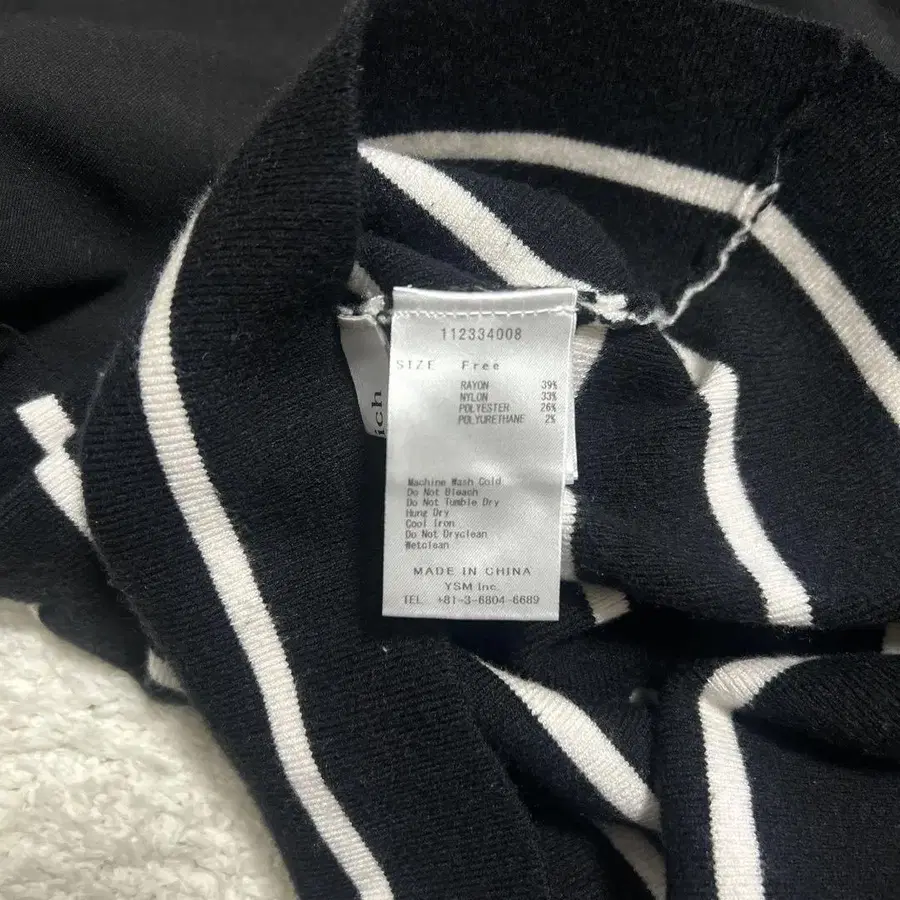 112334008
SIZE Free
RAYON 39%
NYLON 33%
POLYESTER 26%
POLYURETHANE 2%
Machine Wash Cold
Do Not Bleach
Do Not Tumble Dry
Hung Dry
Cool Iron
Do Not Dryclean
Wetclean
MADE IN CHINA
YSM Inc.
TEL +81-3-6804-6689
ich